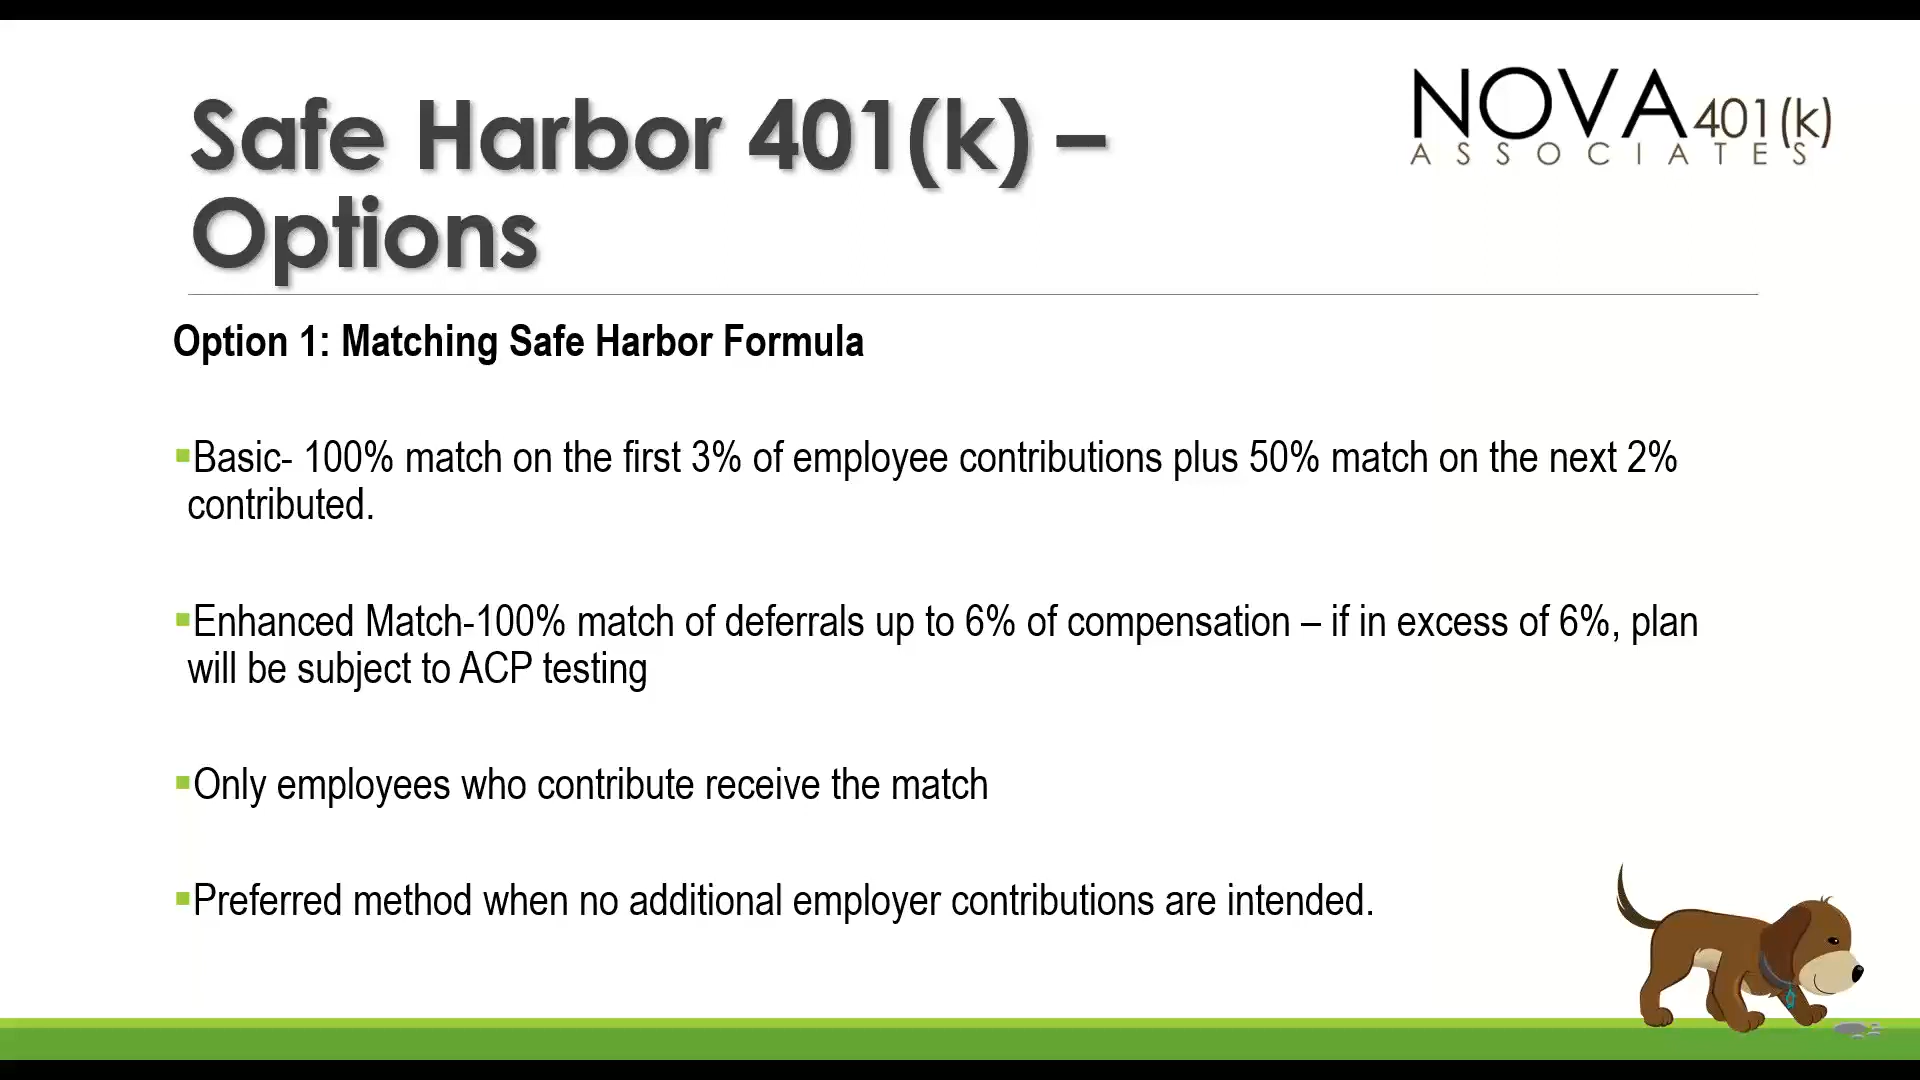 Safe Harbor 401(k) –
Options
NOVA 401(k)
ASSOCIATES
Option 1: Matching Safe Harbor Formula
▪Basic- 100% match on the first 3% of employee contributions plus 50% match on the next 2%
contributed.
▪Enhanced Match-100% match of deferrals up to 6% of compensation – if in excess of 6%, plan
will be subject to ACP testing
▪Only employees who contribute receive the match
▪Preferred method when no additional employer contributions are intended.